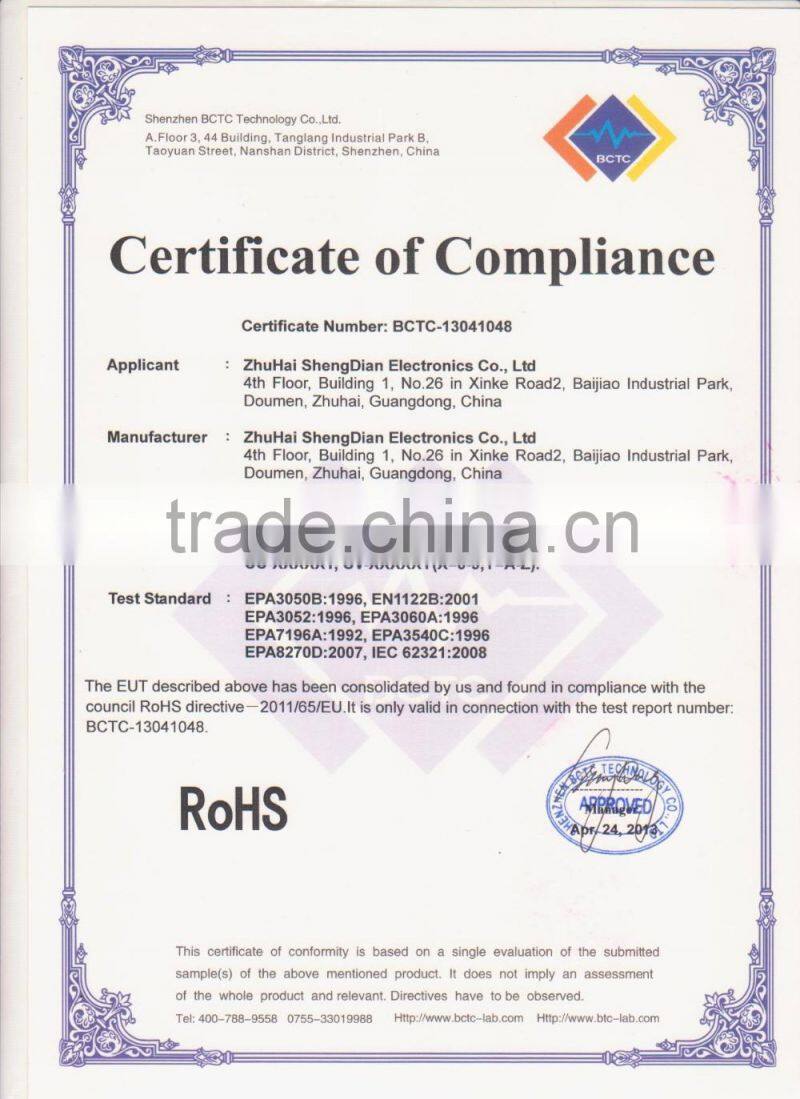 Shenzhen BCTC Technology Co.,Ltd.
A.Floor 3, 44 Building, Tanglang Industrial Park B,
Taoyuan Street, Nanshan District, Shenzhen, China
BCTC
Certificate of Compliance
Certificate Number: BCTC-13041048
Applicant : ZhuHai ShengDian Electronics Co., Ltd
4th Floor, Building 1, No.26 in Xinke Road2, Baijiao Industrial Park,
Doumen, Zhuhai, Guangdong, China
Manufacturer : ZhuHai ShengDian Electronics Co., Ltd
4th Floor, Building 1, No.26 in Xinke Road2, Baijiao Industrial Park,
Doumen, Zhuhai, Guangdong, China
trade.china.cn
Test Standard : EPA3050B:1996, EN1122B:2001
EPA3052:1996, EPA3060A:1996
EPA7196A:1992, EPA3540C:1996
EPA8270D:2007, IEC 62321:2008
The EUT described above has been consolidated by us and found in compliance with the
council RoHS directive－2011/65/EU.It is only valid in connection with the test report number:
BCTC-13041048.
RoHS
SHENZHEN BCTC TECHNOLOGY CO., LTD
APPROVED
Manager
Apr. 24, 2013
This certificate of conformity is based on a single evaluation of the submitted
sample(s) of the above mentioned product. It does not imply an assessment
of the whole product and relevant. Directives have to be observed.
Tel: 400-788-9558 0755-33019988 Http://www.bctc-lab.com Http://www.btc-lab.com